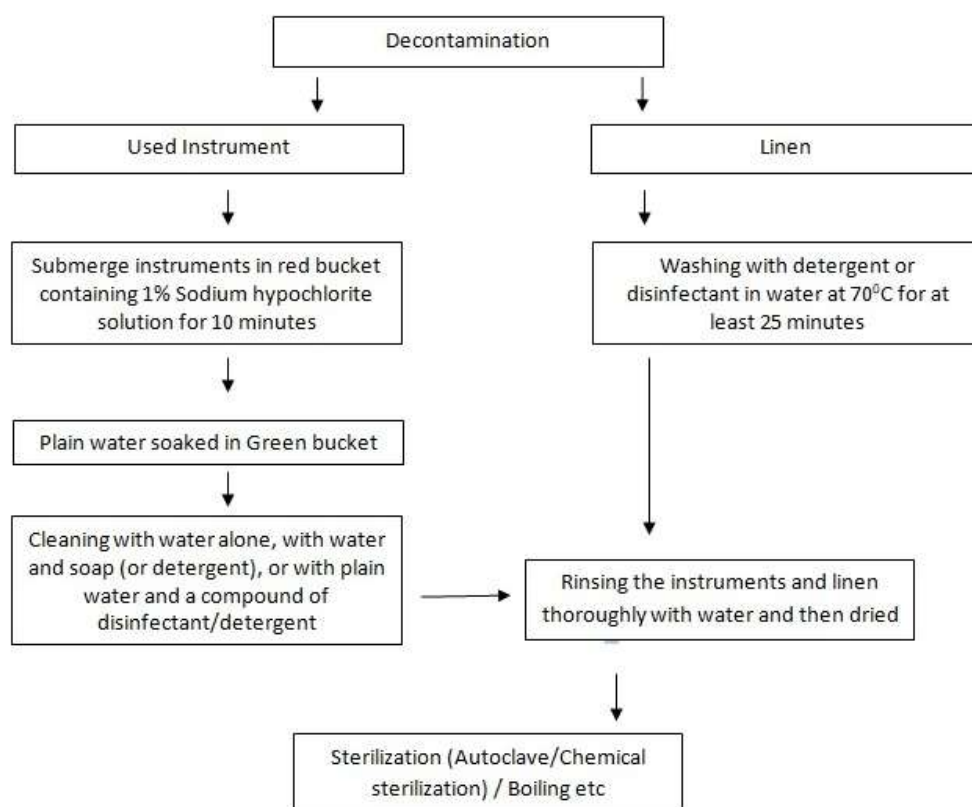 Decontamination
Used Instrument
Linen
Submerge instruments in red bucket
containing 1% Sodium hypochlorite
solution for 10 minutes
Washing with detergent or
disinfectant in water at 70⁰C for at
least 25 minutes
Plain water soaked in Green bucket
Cleaning with water alone, with water
and soap (or detergent), or with plain
water and a compound of
disinfectant/detergent
Rinsing the instruments and linen
thoroughly with water and then dried
Sterilization (Autoclave/Chemical
sterilization) / Boiling etc